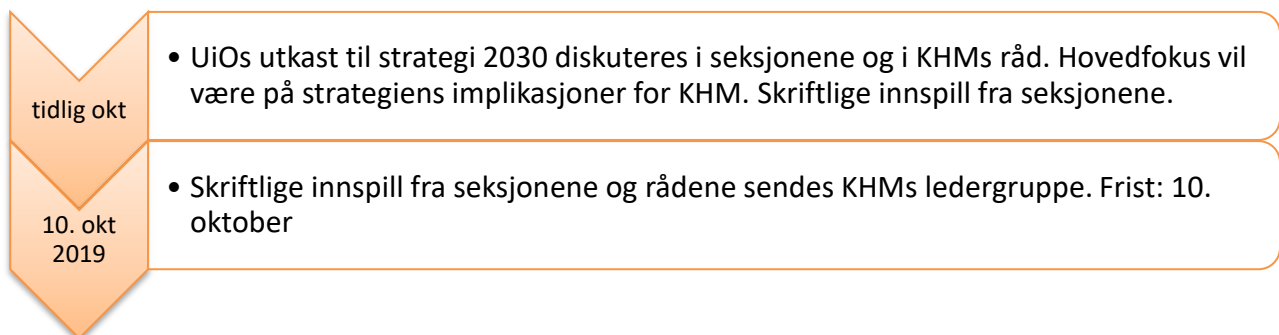 tidlig okt
• UiOs utkast til strategi 2030 diskuteres i seksjonene og i KHMs råd. Hovedfokus vil
være på strategiens implikasjoner for KHM. Skriftlige innspill fra seksjonene.
10. okt
2019
• Skriftlige innspill fra seksjonene og rådene sendes KHMs ledergruppe. Frist: 10.
oktober